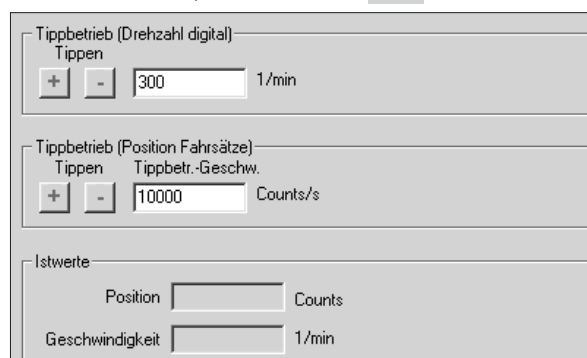 Tippbetrieb (Drehzahl digital)
Tippen
+ - 300 1/min
Tippbetrieb (Position Fahrsätze)
Tippen Tippbetr.-Geschw.
+ - 10000 Counts/s
Istwerte
Position Counts
Geschwindigkeit 1/min